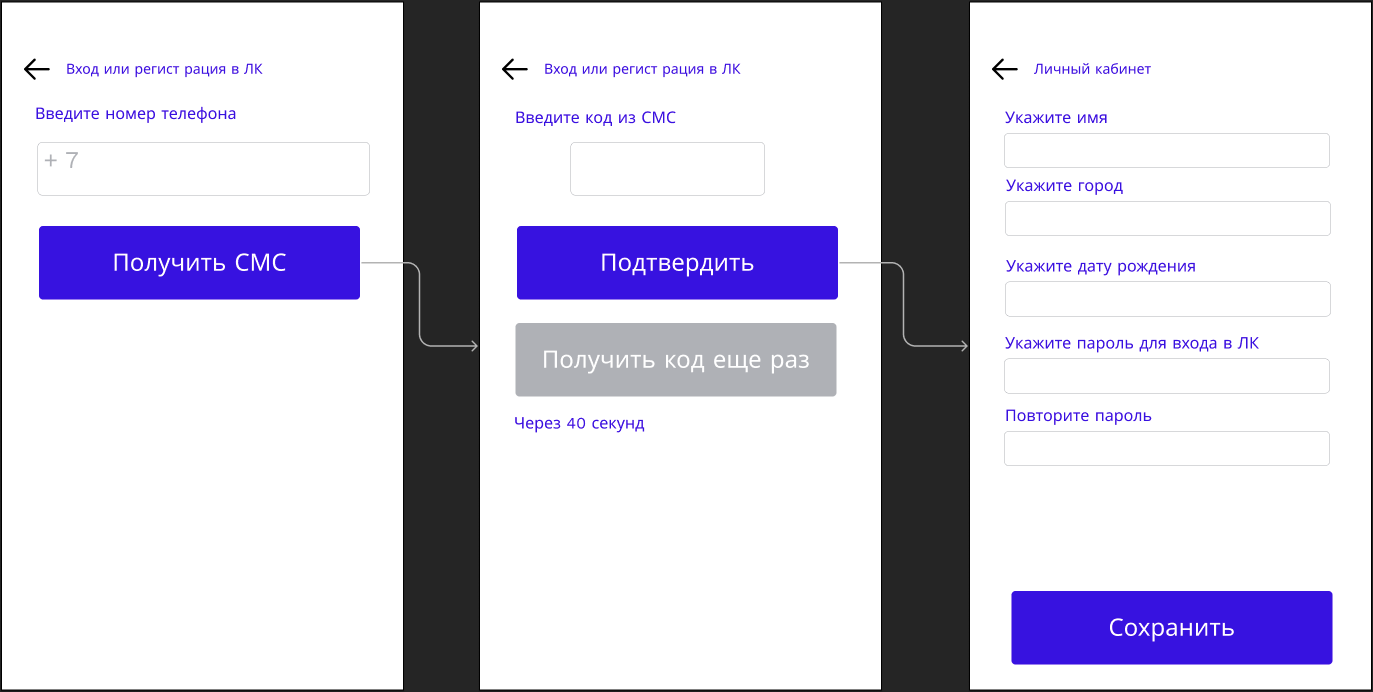 Вход или регист рация в ЛК
Введите номер телефона
+ 7
Получить СМС
Вход или регист рация в ЛК
Введите код из СМС
Подтвердить
Получить код еще раз
Через 40 секунд
Личный кабинет
Укажите имя
Укажите город
Укажите дату рождения
Укажите пароль для входа в ЛК
Повторите пароль
Сохранить